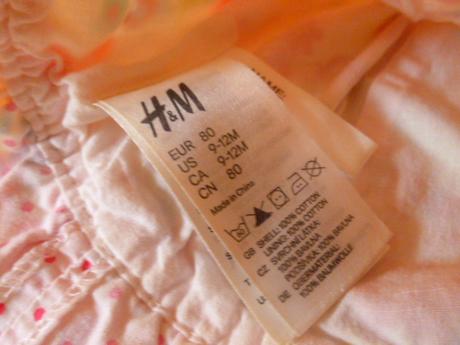 H&M
EUR 80
US 9-12M
CA 9-12M
CN 80
Made in China
GB SHELL: 100% COTTON
LINING: 100% COTTON
CZ SVRCHNÍ LÁTKA:
100% BAVLNA
PODŠÍVKA: 100% BAVLNA
DE OBERMATERIAL:
100% BAUMWOLLE